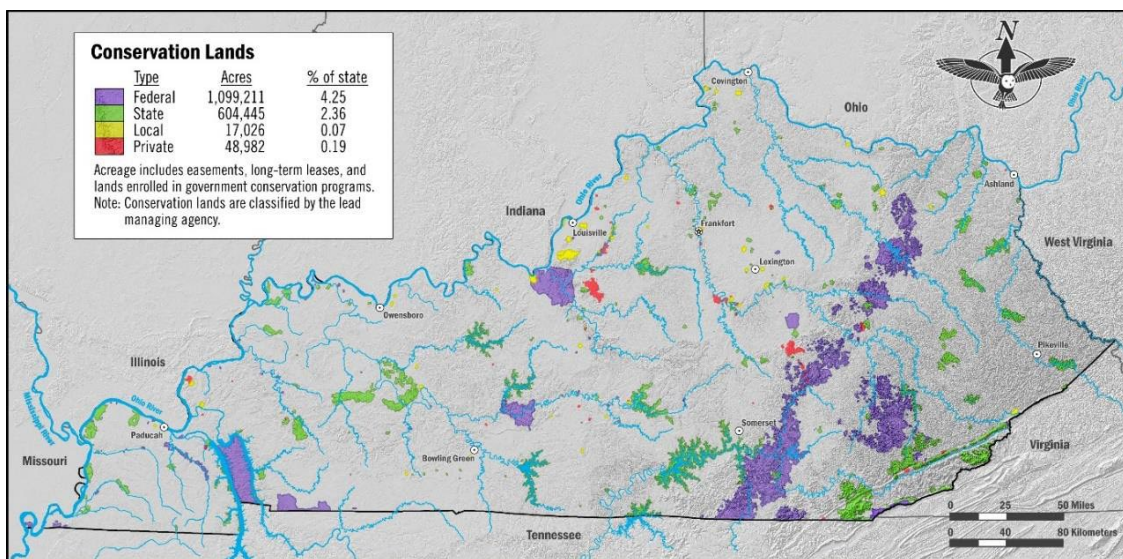 Conservation Lands
Type Acres % of state
Federal 1,099,211 4.25
State 604,445 2.36
Local 17,026 0.07
Private 48,982 0.19
Acreage includes easements, long-term leases, and
lands enrolled in government conservation programs.
Note: Conservation lands are classified by the lead
managing agency.
N
Covington
Ohio
Ohio River
Ashland
Indiana
Ohio River
Louisville
Frankfort
West Virginia
Lexington
Owensboro
Pikeville
Illinois
Mississippi River
Ohio River
Paducah
Somerset
Bowling Green
Missouri
Virginia
0 25 50 Miles
0 40 80 Kilometers
Tennessee